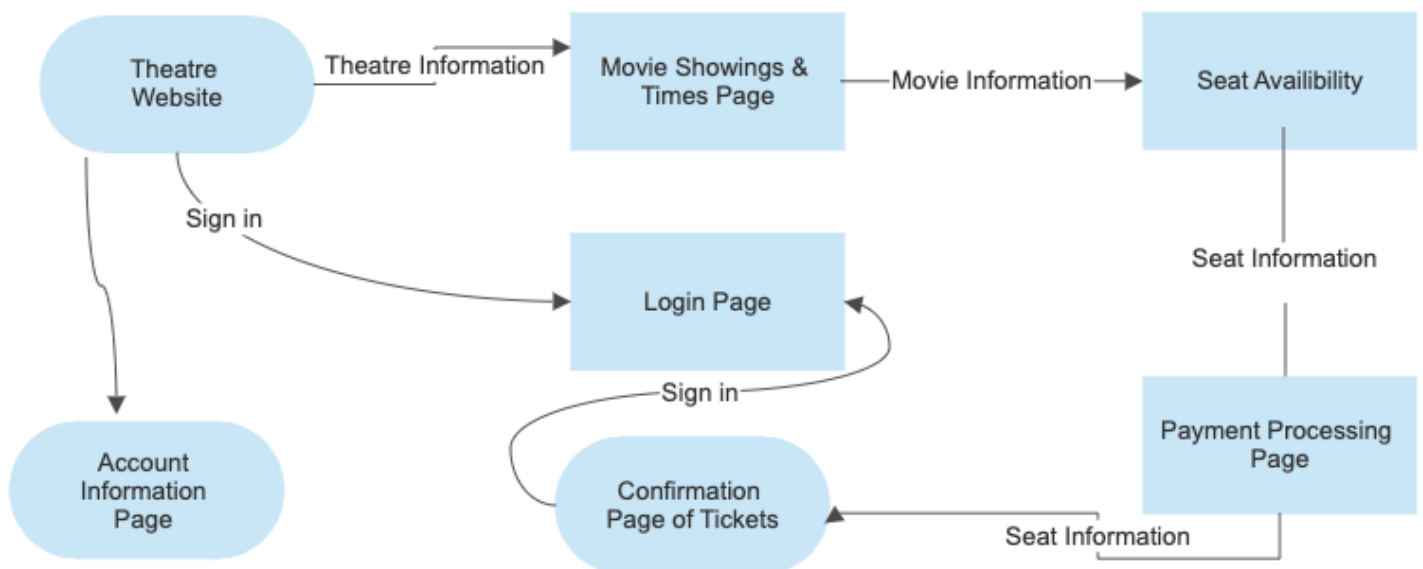 Theatre
Website
Theatre Information
Movie Showings &
Times Page
Movie Information
Seat Availibility
Sign in
Seat Information
Login Page
Sign in
Payment Processing
Page
Account
Information
Page
Confirmation
Page of Tickets
Seat Information